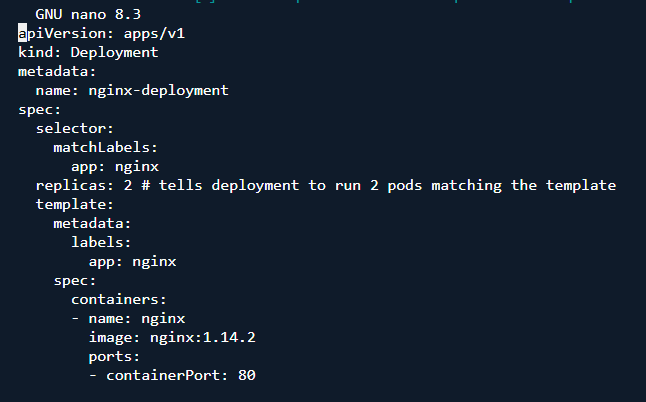 GNU nano 8.3
apiVersion: apps/v1
kind: Deployment
metadata:
  name: nginx-deployment
spec:
  selector:
    matchLabels:
      app: nginx
  replicas: 2 # tells deployment to run 2 pods matching the template
  template:
    metadata:
      labels:
        app: nginx
    spec:
      containers:
      - name: nginx
        image: nginx:1.14.2
        ports:
        - containerPort: 80